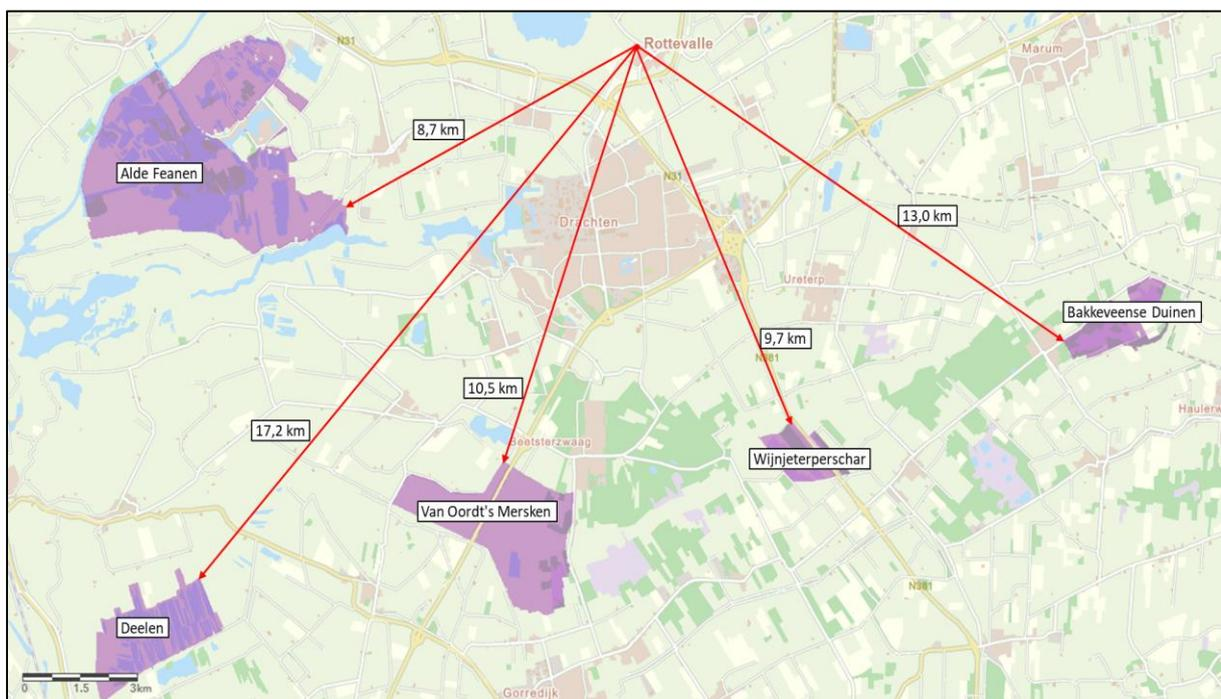 N31
Rottevalle
Marum
8,7 km
Alde Feanen
N31
Drachten
13,0 km
Ureterp
Bakkeveense Duinen
9,7 km
N381
10,5 km
Haulerw
17,2 km
Beetsterzwaag
Wijnjeterperschar
Van Oordt's Mersken
N381
Deelen
0 1.5 3km
Gorredijk